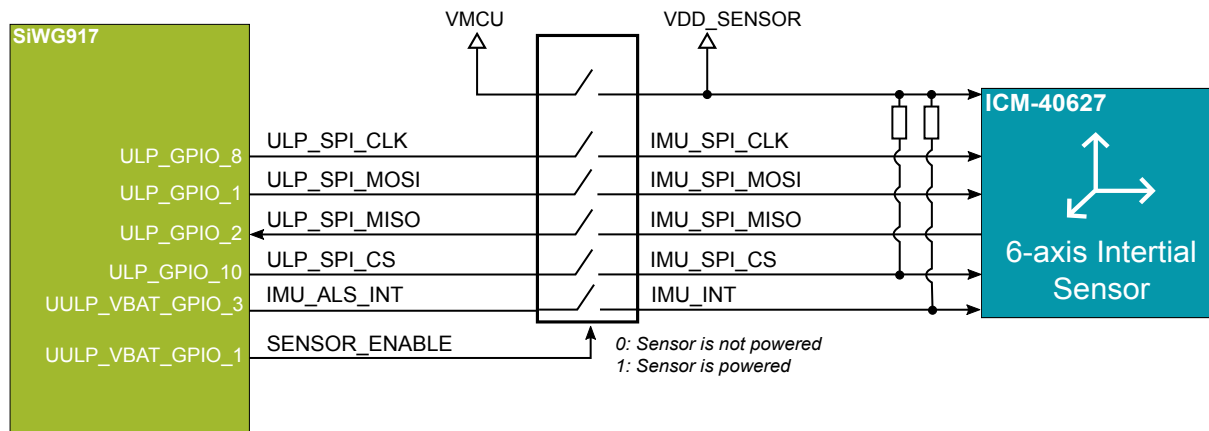 SiWG917
VMCU
VDD_SENSOR
ICM-40627
ULP_GPIO_8
ULP_SPI_CLK
IMU_SPI_CLK
ULP_GPIO_1
ULP_SPI_MOSI
IMU_SPI_MOSI
ULP_GPIO_2
ULP_SPI_MISO
IMU_SPI_MISO
ULP_GPIO_10
ULP_SPI_CS
IMU_SPI_CS
UULP_VBAT_GPIO_3
IMU_ALS_INT
IMU_INT
UULP_VBAT_GPIO_1
SENSOR_ENABLE
0: Sensor is not powered
1: Sensor is powered
6-axis Intertial
Sensor